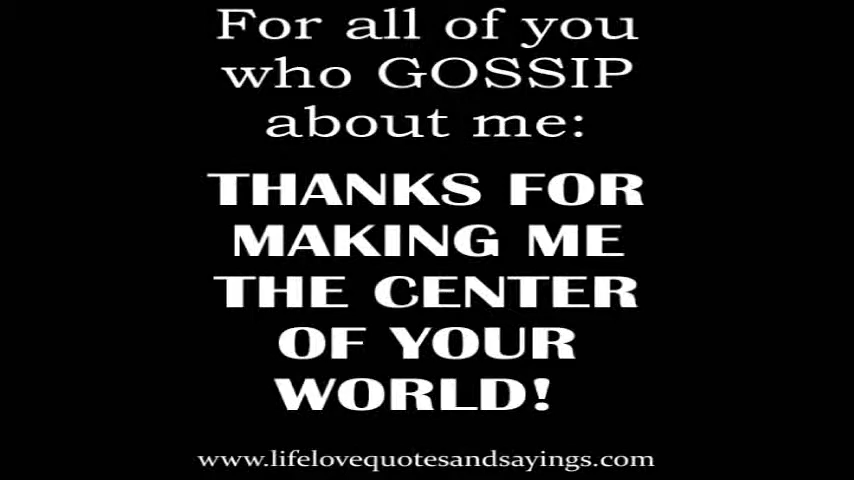 For all of you
who GOSSIP
about me:
THANKS FOR
MAKING ME
THE CENTER
OF YOUR
WORLD!
www.lifelovequotesandsayings.com